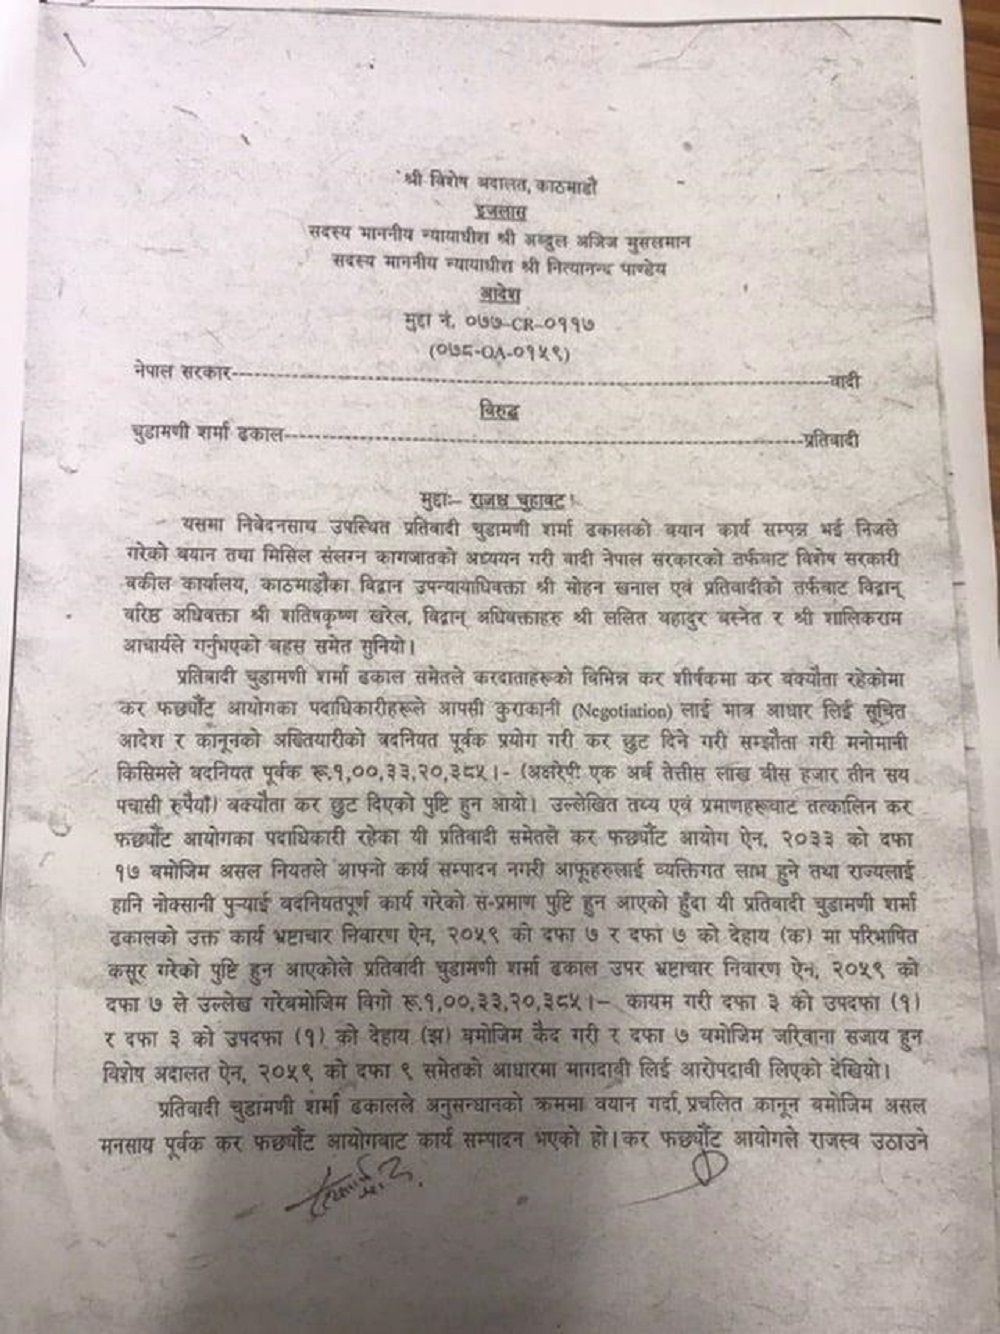 श्री विशेष अदालत, काठमाडौं
इजलास
सदस्य माननीय न्यायाधीश श्री अब्दुल अजिज मुसलमान
सदस्य माननीय न्यायाधीश श्री नित्यानन्द पाण्डेय
आदेश
मुद्दा नं. ०७७-CR-०११७
(०७८-OA-०१५९)
नेपाल सरकार------------------------------------------------------------वादी
विरुद्ध
चुडामणी शर्मा ढकाल------------------------------------------------------प्रतिवादी
मुद्दाः- राजश्व चुहावट।
यसमा निवेदनसाथ उपस्थित प्रतिवादी चुडामणी शर्मा ढकालको बयान कार्य सम्पन्न भई निजले
गरेको बयान तथा मिसिल संलग्न कागजातको अध्ययन गरी वादी नेपाल सरकारको तर्फबाट विशेष सरकारी
वकील कार्यालय, काठमाडौंका विद्वान उपन्यायाधिवक्ता श्री मोहन खनाल एवं प्रतिवादीको तर्फबाट विद्वान्
वरिष्ठ अधिवक्ता श्री शतिषकृष्ण खरेल, विद्वान् अधिवक्ताहरु श्री ललित बहादुर बस्नेत र श्री शालिकराम
आचार्यले गर्नुभएको बहस समेत सुनियो।
प्रतिवादी चुडामणी शर्मा ढकाल समेतले करदाताहरूको विभिन्न कर शीर्षकमा कर बक्यौता रहेकोमा
कर फछ्यौंट आयोगका पदाधिकारीहरूले आपसी कुराकानी (Negotiation) लाई मात्र आधार लिई सूचित
आदेश र कानूनको अख्तियारीको बदनियत पूर्वक प्रयोग गरी कर छुट दिने गरी सम्झौता गरी मनोमानी
किसिमले बदनियत पूर्वक रू.१,००,३३,२०,३८५।- (अक्षरेपी एक अर्ब तेत्तीस लाख बीस हजार तीन सय
पचासी रुपैयाँ) बक्यौता कर छुट दिएको पुष्टि हुन आयो। उल्लेखित तथ्य एवं प्रमाणहरूबाट तत्कालिन कर
फछ्यौंट आयोगका पदाधिकारी रहेका यी प्रतिवादी समेतले कर फछ्यौंट आयोग ऐन, २०३३ को दफा
१७ बमोजिम असल नियतले आफ्नो कार्य सम्पादन नगरी आफूहरुलाई व्यक्तिगत लाभ हुने तथा राज्यलाई
हानि नोक्सानी पुऱ्याई बदनियतपूर्ण कार्य गरेको स-प्रमाण पुष्टि हुन आएको हुँदा यी प्रतिवादी चुडामणी शर्मा
ढकालको उक्त कार्य भ्रष्टाचार निवारण ऐन, २०५९ को दफा ७ र दफा ७ को देहाय (क) मा परिभाषित
कसूर गरेको पुष्टि हुन आएकोले प्रतिवादी चुडामणी शर्मा ढकाल उपर भ्रष्टाचार निवारण ऐन, २०५९ को
दफा ७ ले उल्लेख गरेबमोजिम विगो रू.१,००,३३,२०,३८५।- कायम गरी दफा ३ को उपदफा (१)
र दफा ३ को उपदफा (१) को देहाय (झ) बमोजिम कैद गरी र दफा ७ बमोजिम जरिवाना सजाय हुन
विशेष अदालत ऐन, २०५९ को दफा ९ समेतको आधारमा मागदावी लिई आरोपदावी लिएको देखियो।
प्रतिवादी चुडामणी शर्मा ढकालले अनुसन्धानको क्रममा बयान गर्दा, प्रचलित कानून बमोजिम असल
मनसाय पूर्वक कर फछ्यौंट आयोगबाट कार्य सम्पादन भएको हो। कर फछ्यौंट आयोगले राजस्व उठाउने